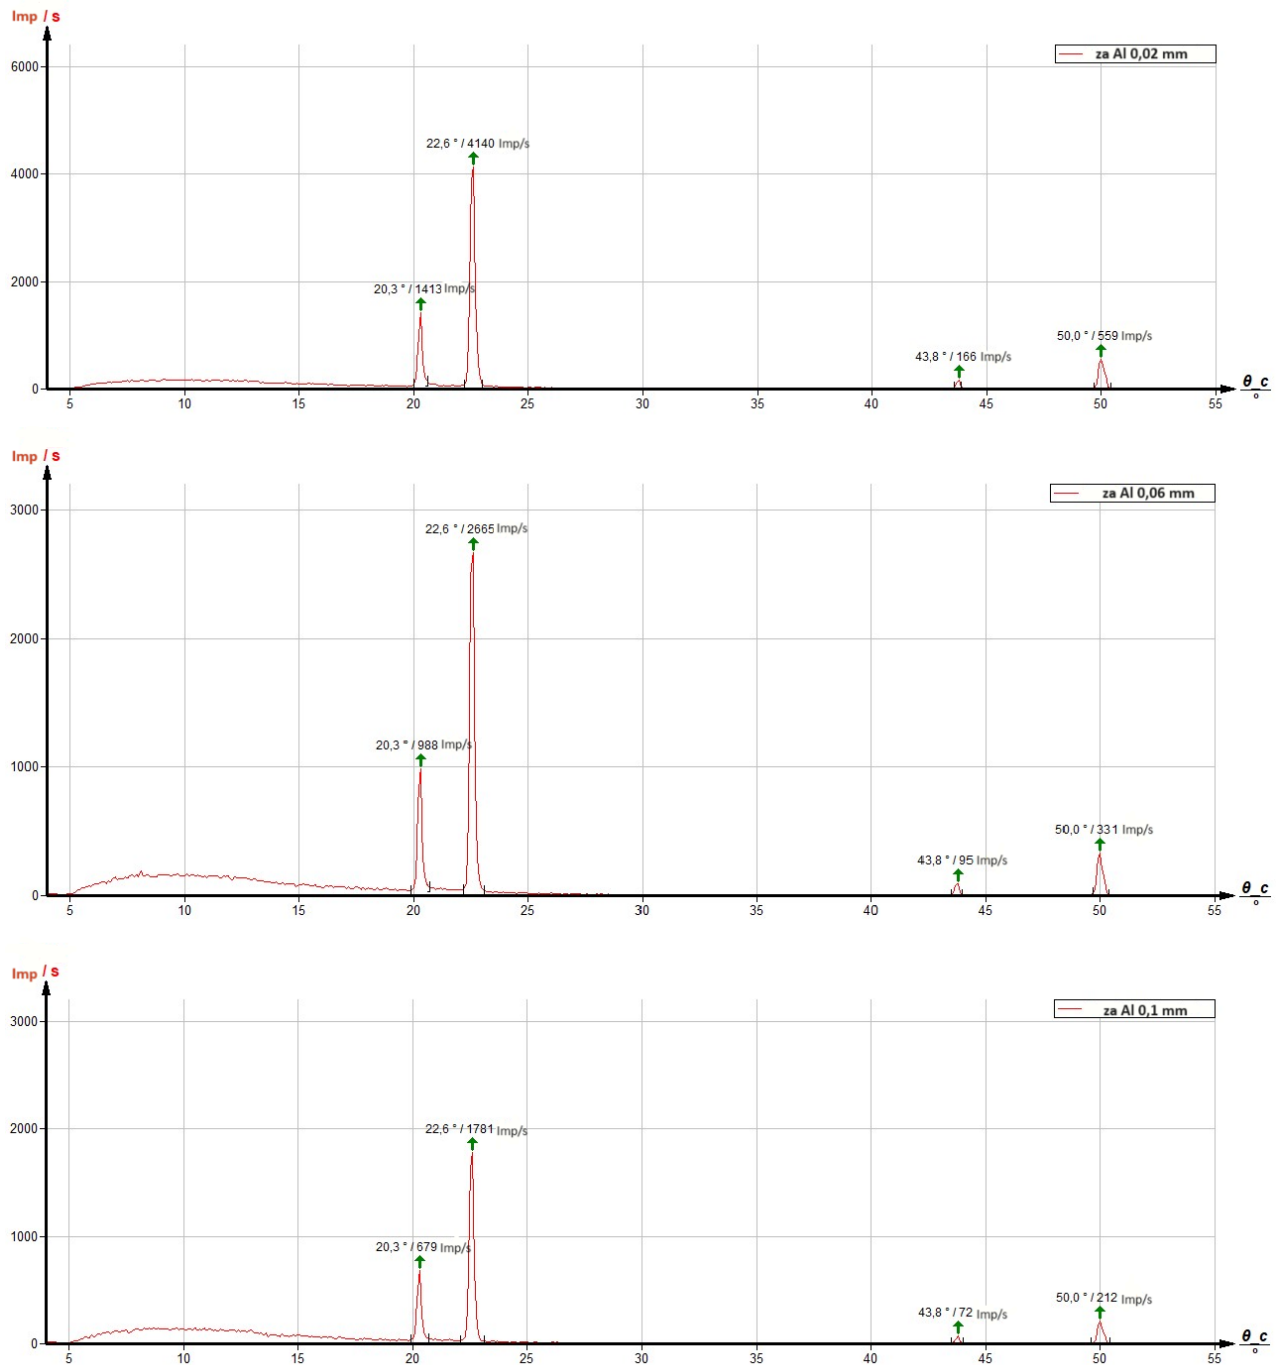 Imp / s
za Al 0,02 mm
6000
22,6 ° / 4140 Imp/s
4000
20,3 ° / 1413 Imp/s
2000
50,0 ° / 559 Imp/s
43,8 ° / 166 Imp/s
0
θ_c
°
5 10 15 20 25 30 35 40 45 50 55
Imp / s
za Al 0,06 mm
3000
22,6 ° / 2665 Imp/s
2000
20,3 ° / 988 Imp/s
1000
50,0 ° / 331 Imp/s
43,8 ° / 95 Imp/s
0
θ_c
°
5 10 15 20 25 30 35 40 45 50 55
Imp / s
za Al 0,1 mm
3000
2000
22,6 ° / 1781 Imp/s
20,3 ° / 679 Imp/s
1000
50,0 ° / 212 Imp/s
43,8 ° / 72 Imp/s
0
θ_c
°
5 10 15 20 25 30 35 40 45 50 55